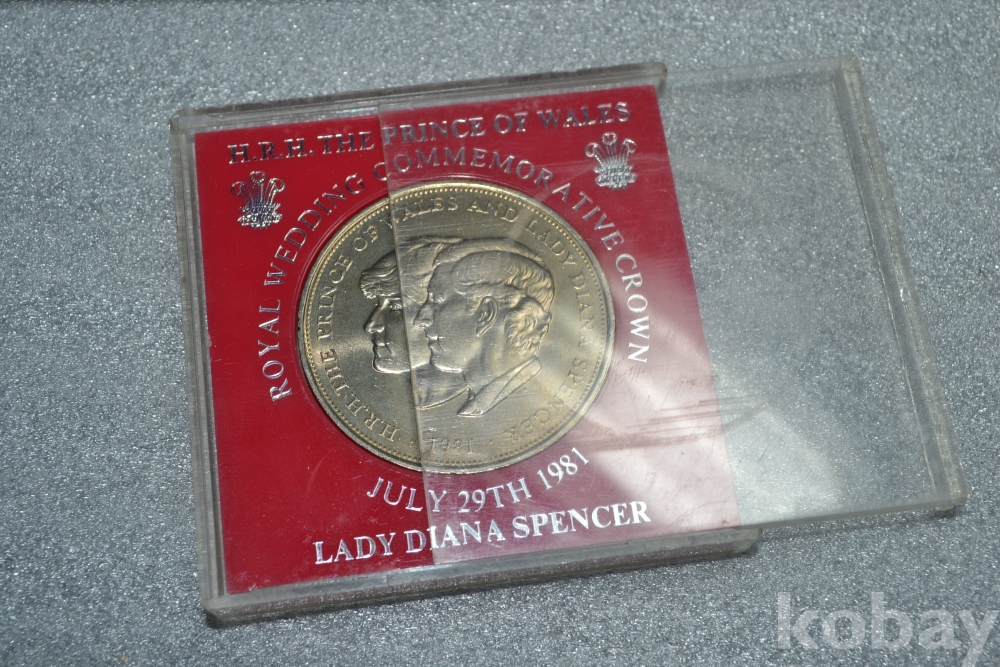 H.R.H. THE PRINCE OF WALES
ROYAL WEDDING COMMEMORATIVE CROWN
H.R.H. THE PRINCE OF WALES AND LADY DIANA SPENCER
1981
JULY 29TH 1981
LADY DIANA SPENCER
kobay